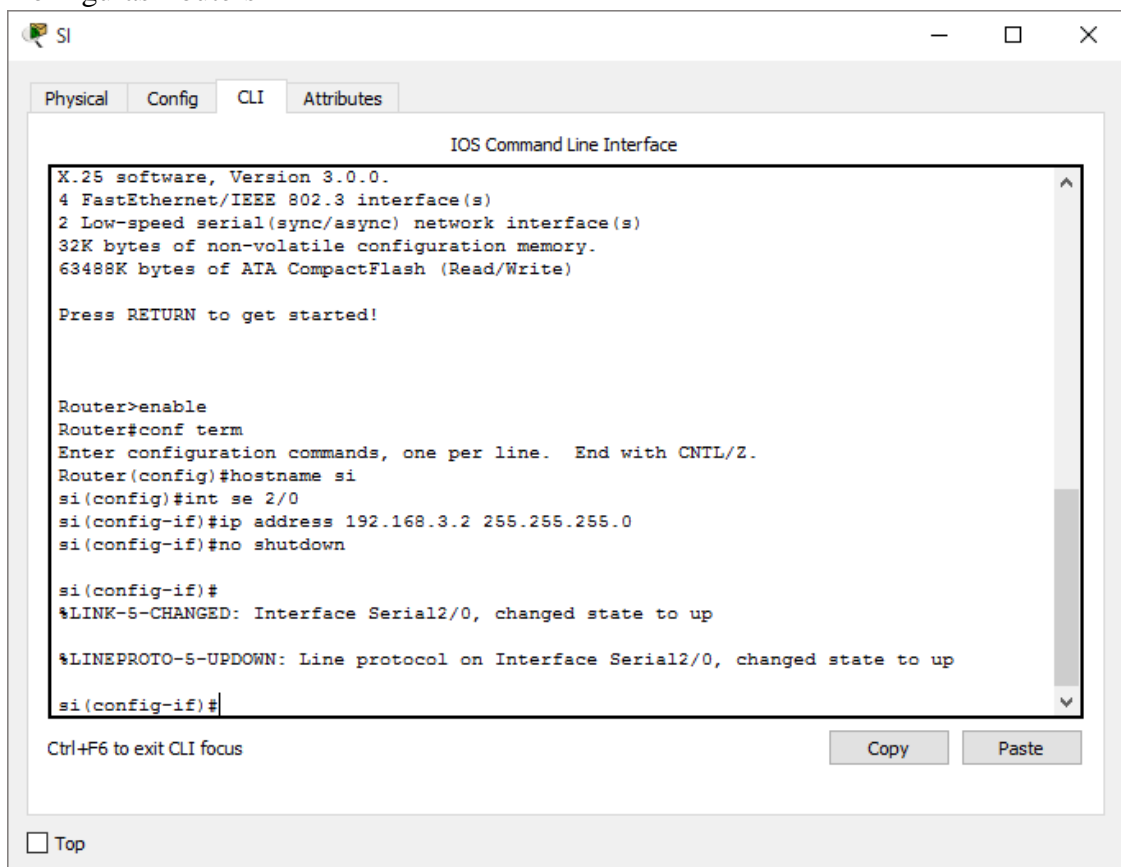 SI
Physical Config CLI Attributes
IOS Command Line Interface
X.25 software, Version 3.0.0.
4 FastEthernet/IEEE 802.3 interface(s)
2 Low-speed serial(sync/async) network interface(s)
32K bytes of non-volatile configuration memory.
63488K bytes of ATA CompactFlash (Read/Write)
Press RETURN to get started!
Router>enable
Router#conf term
Enter configuration commands, one per line.  End with CNTL/Z.
Router(config)#hostname si
si(config)#int se 2/0
si(config-if)#ip address 192.168.3.2 255.255.255.0
si(config-if)#no shutdown
si(config-if)#
%LINK-5-CHANGED: Interface Serial2/0, changed state to up
%LINEPROTO-5-UPDOWN: Line protocol on Interface Serial2/0, changed state to up
si(config-if)#
Ctrl+F6 to exit CLI focus
Copy Paste
Top